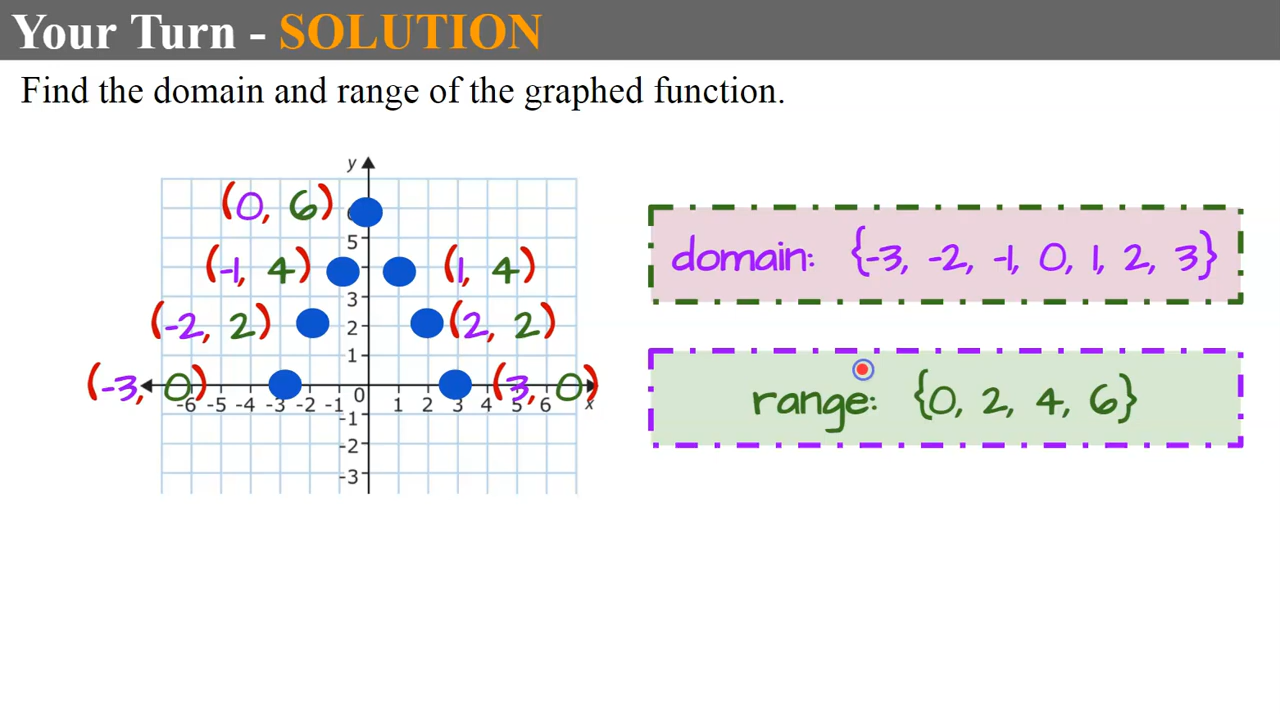 Your Turn - SOLUTION
Find the domain and range of the graphed function.
y
(0, 6)
5
(-1, 4) (1, 4)
3
(-2, 2) 2 (2, 2)
1
(-3, 0) (3, 0)
-6 -5 -4 -3 -2 -1 0 1 2 3 4 5 6 x
-1
-2
-3
domain: {-3, -2, -1, 0, 1, 2, 3}
range: {0, 2, 4, 6}